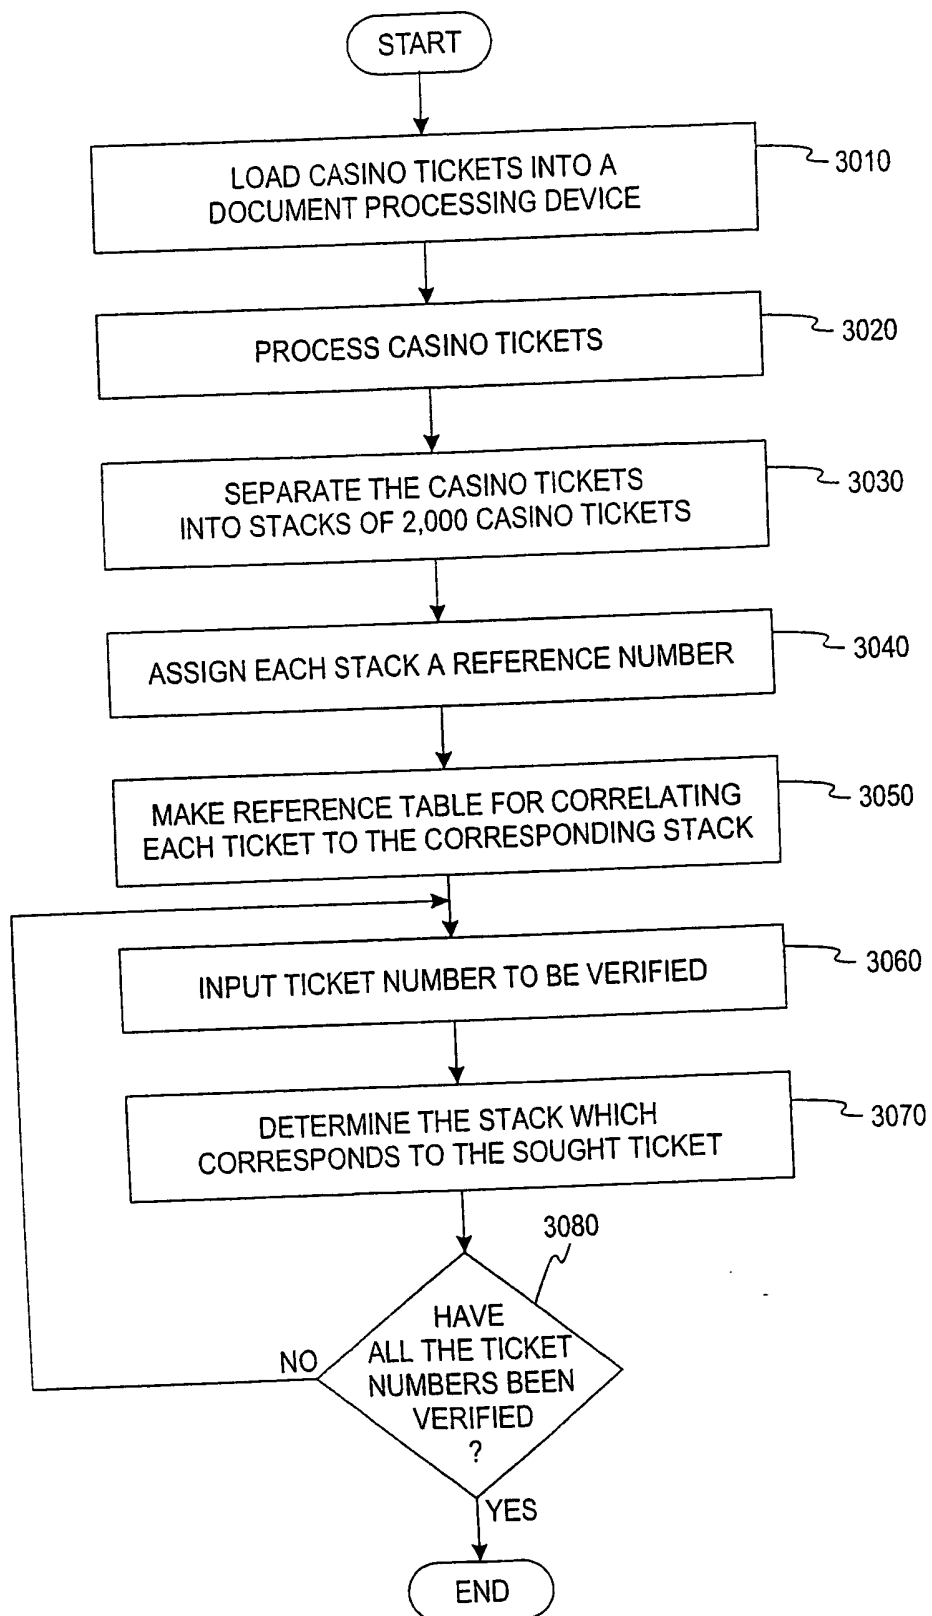 START
LOAD CASINO TICKETS INTO A
DOCUMENT PROCESSING DEVICE
3010
PROCESS CASINO TICKETS
3020
SEPARATE THE CASINO TICKETS
INTO STACKS OF 2,000 CASINO TICKETS
3030
ASSIGN EACH STACK A REFERENCE NUMBER
3040
MAKE REFERENCE TABLE FOR CORRELATING
EACH TICKET TO THE CORRESPONDING STACK
3050
INPUT TICKET NUMBER TO BE VERIFIED
3060
DETERMINE THE STACK WHICH
CORRESPONDS TO THE SOUGHT TICKET
3070
3080
HAVE
ALL THE TICKET
NUMBERS BEEN
VERIFIED
?
NO
YES
END